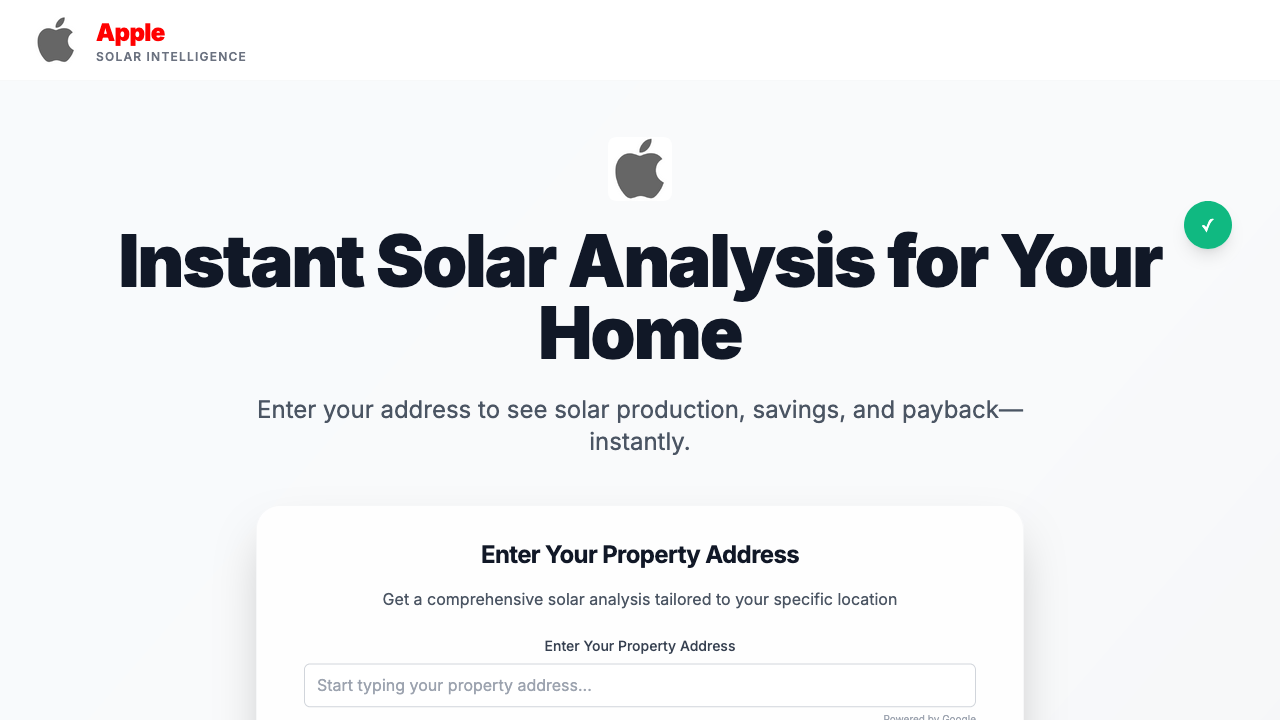 Apple
SOLAR INTELLIGENCE
Instant Solar Analysis for Your
Home
Enter your address to see solar production, savings, and payback—
instantly.
Enter Your Property Address
Get a comprehensive solar analysis tailored to your specific location
Enter Your Property Address
Start typing your property address...
Powered by Google